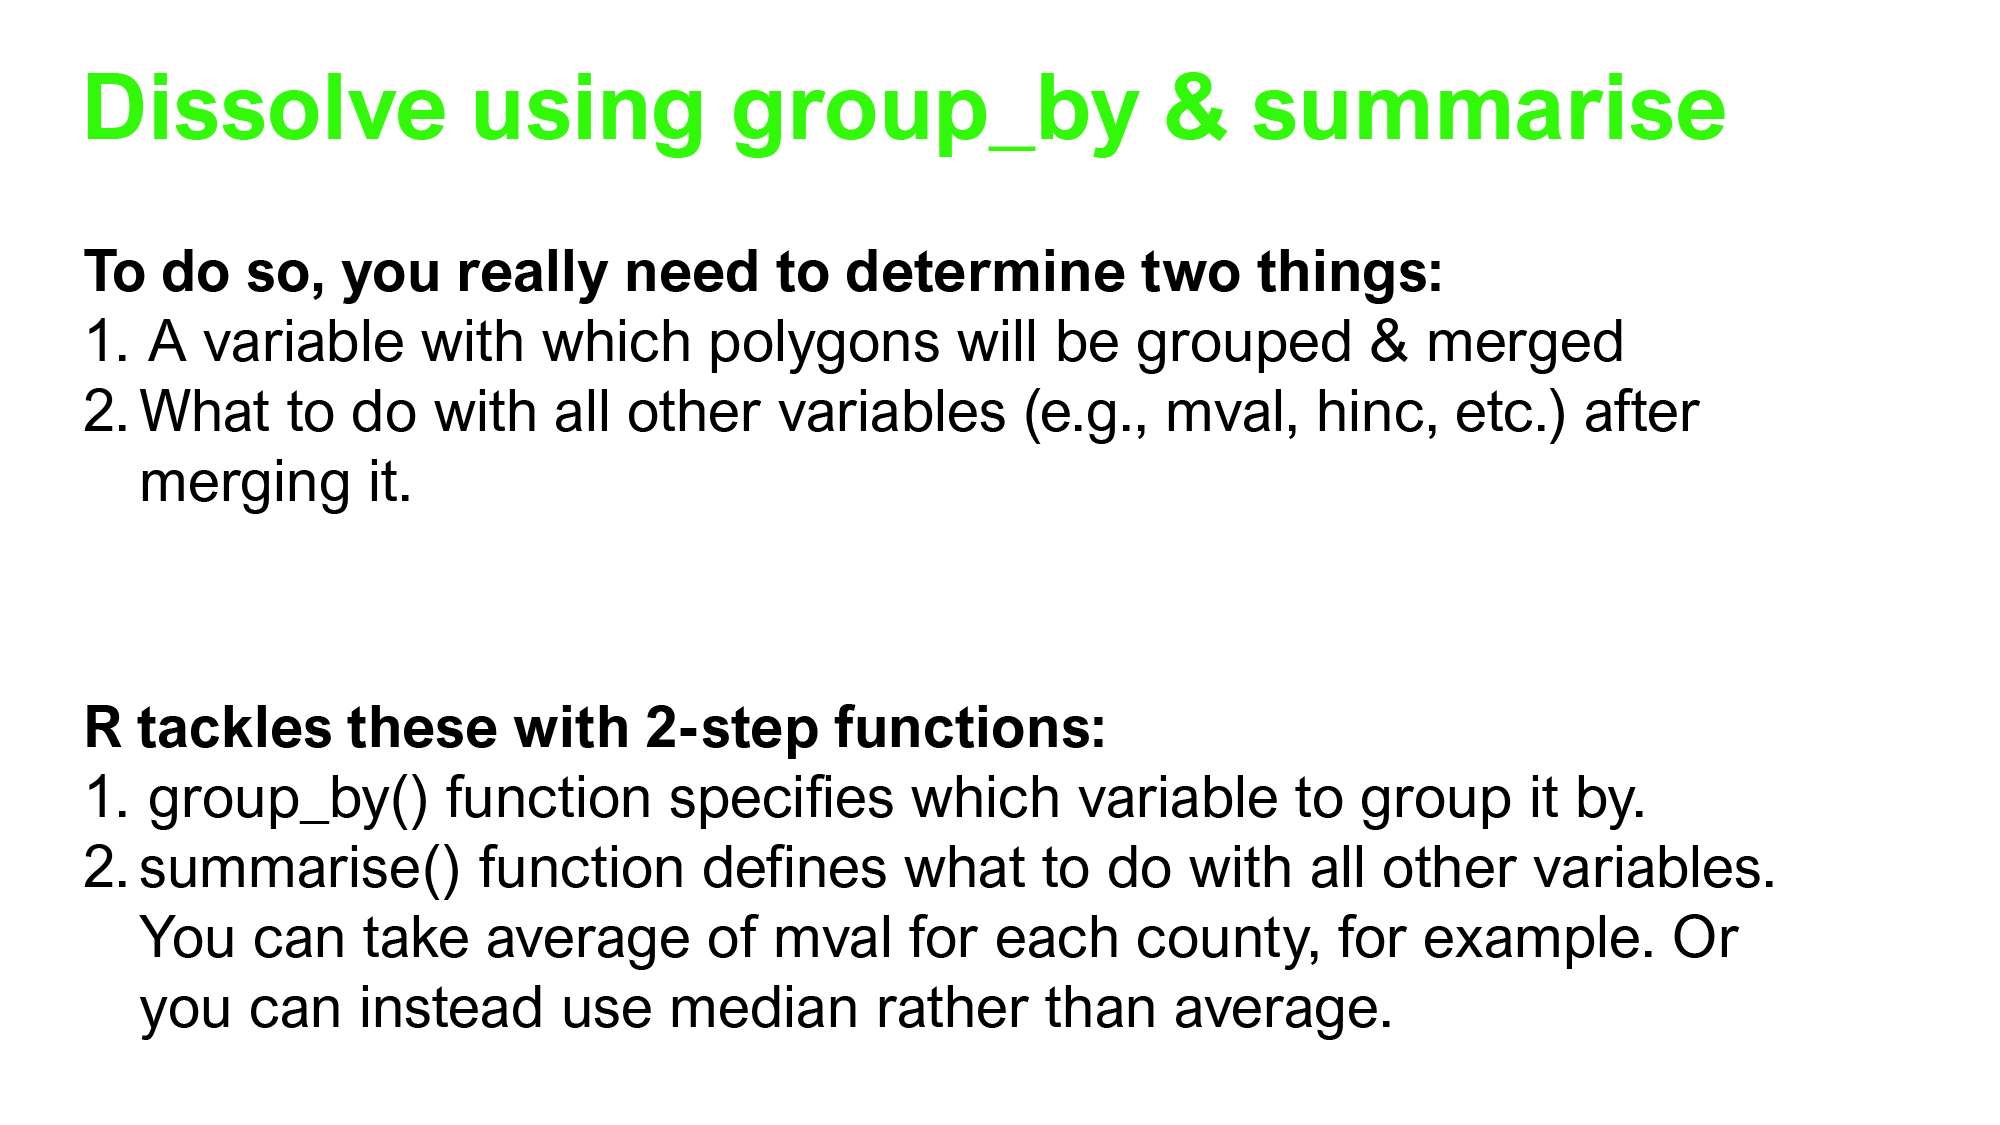 Dissolve using group_by & summarise
To do so, you really need to determine two things:
1. A variable with which polygons will be grouped & merged
2. What to do with all other variables (e.g., mval, hinc, etc.) after
merging it.
R tackles these with 2-step functions:
1. group_by() function specifies which variable to group it by.
2. summarise() function defines what to do with all other variables.
You can take average of mval for each county, for example. Or
you can instead use median rather than average.